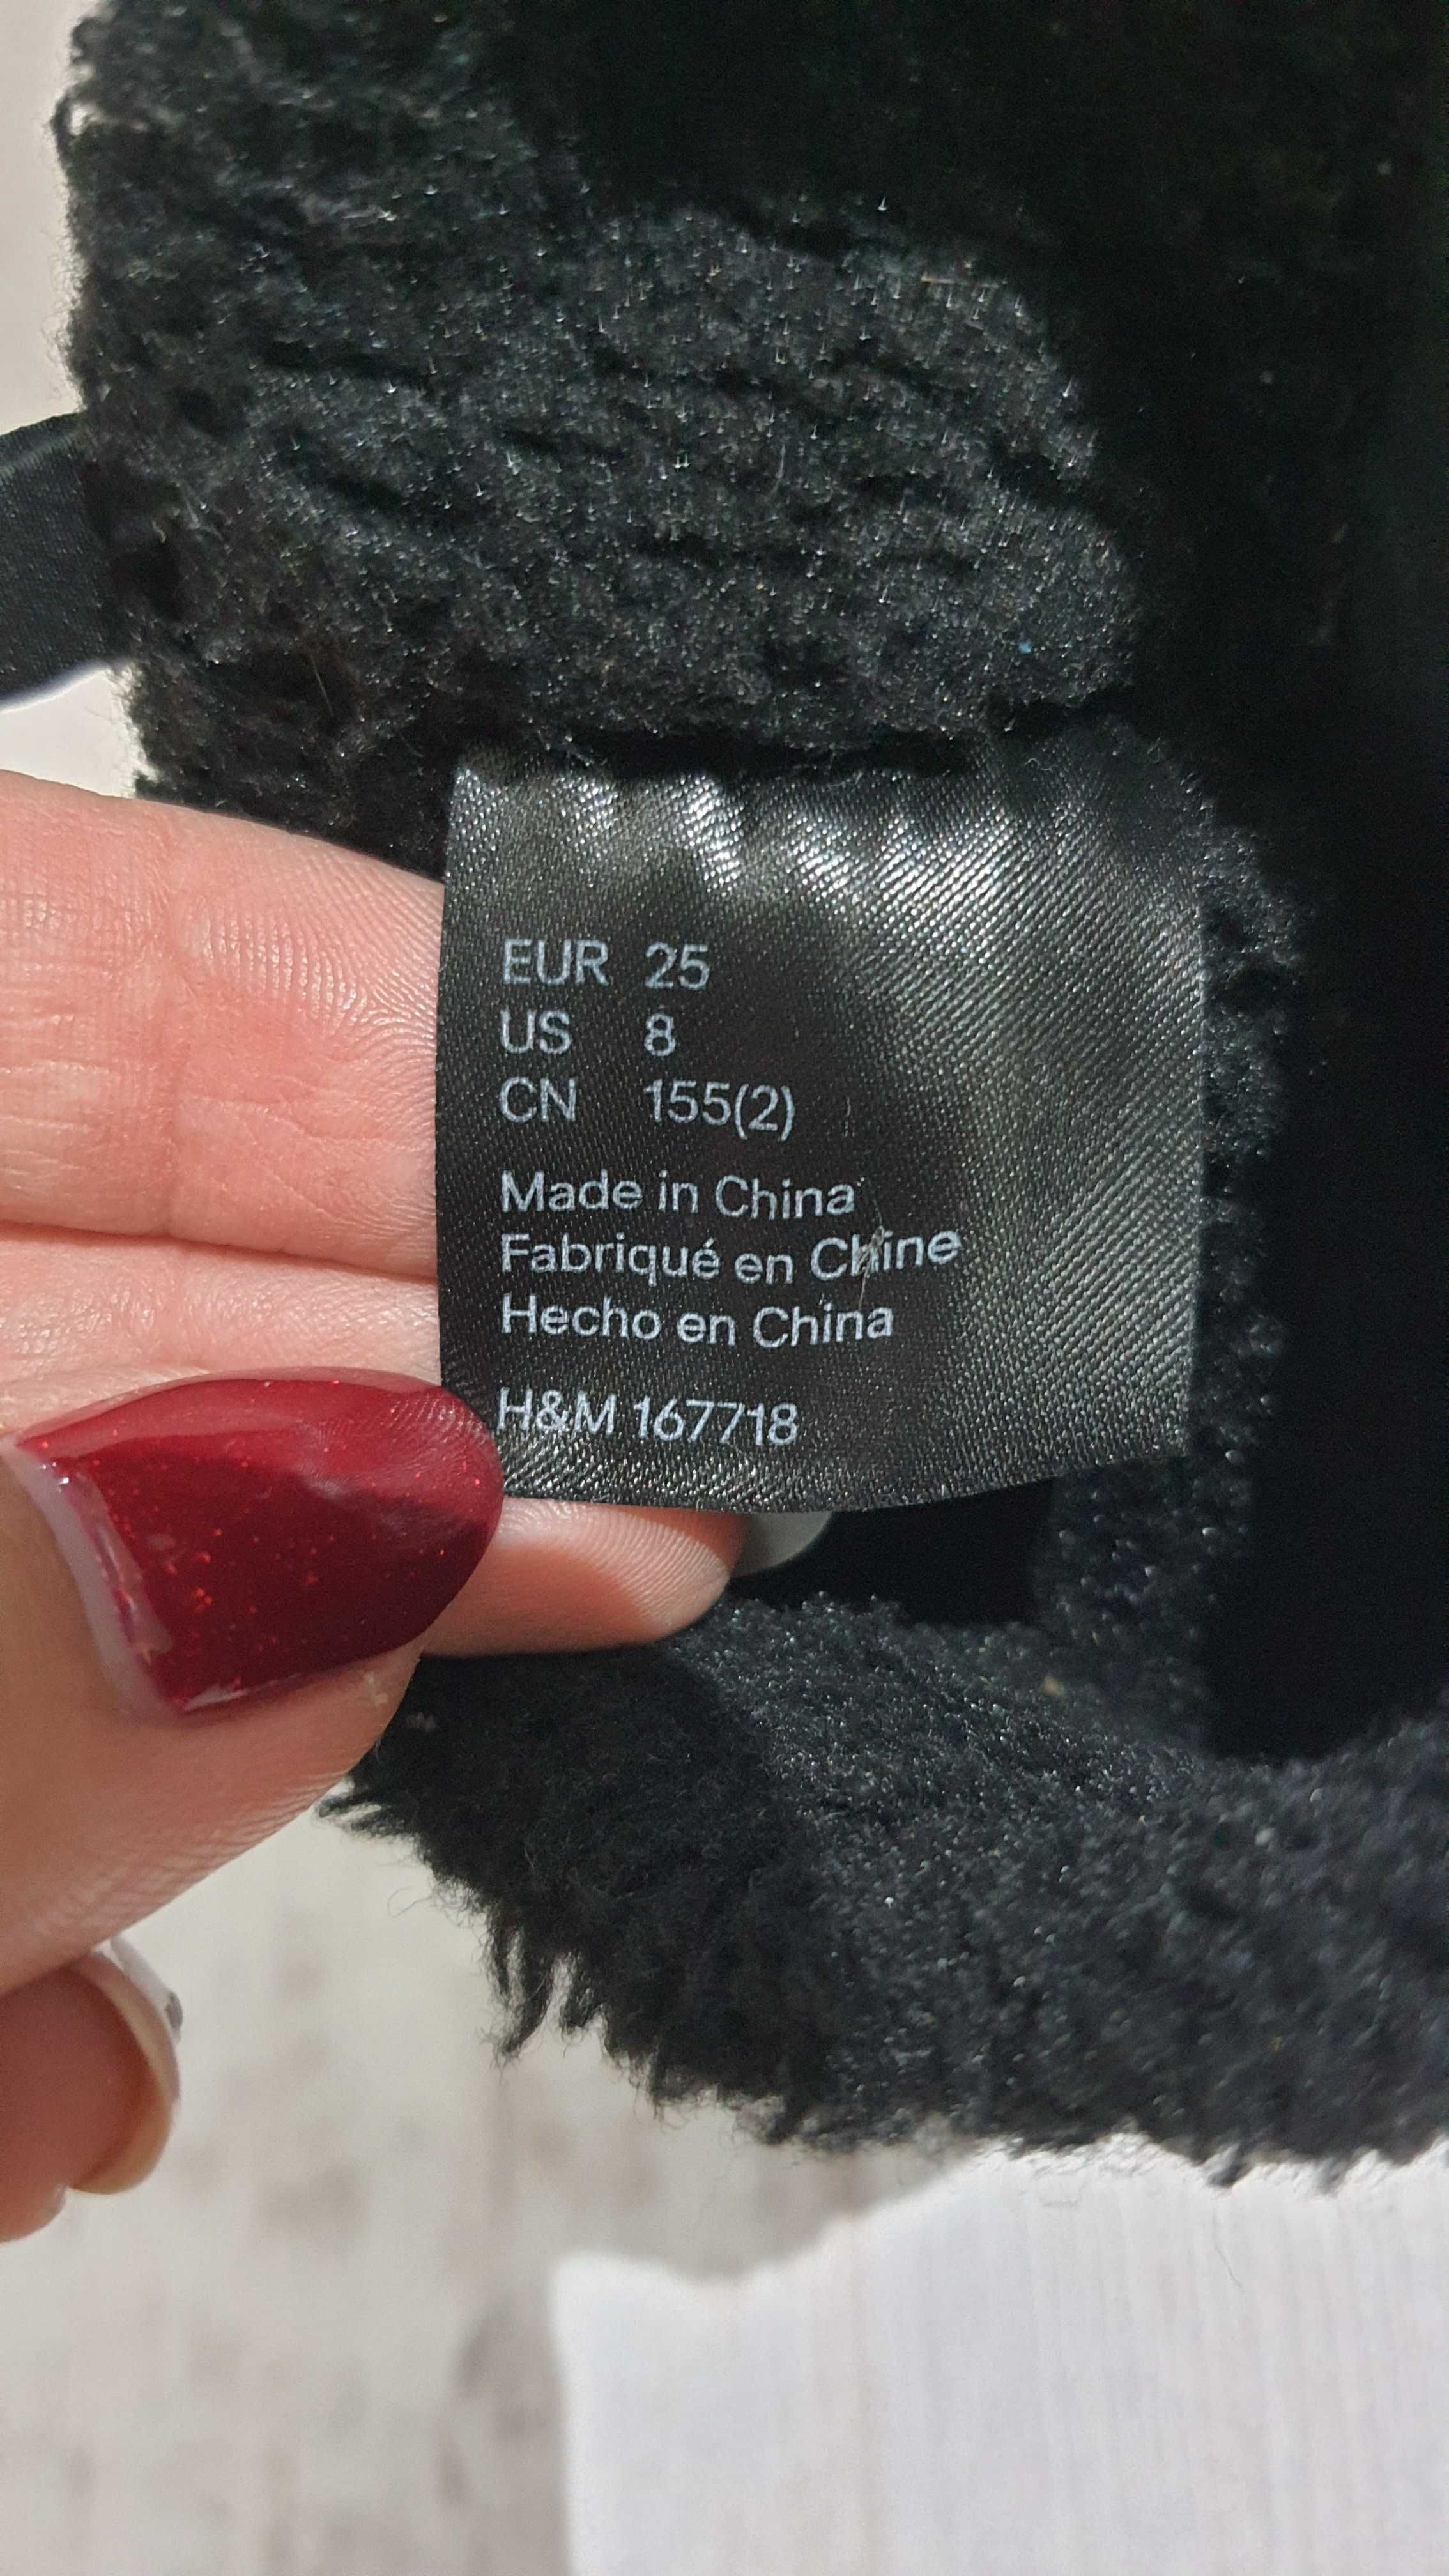 EUR 25
US 8
CN 155(2)
Made in China
Fabriqué en Chine
Hecho en China
H&M 167718